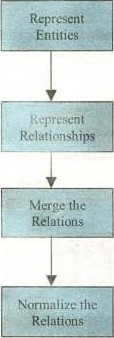 Represent
Entities
Represent
Relationships
Merge the
Relations
Normalize the
Relations